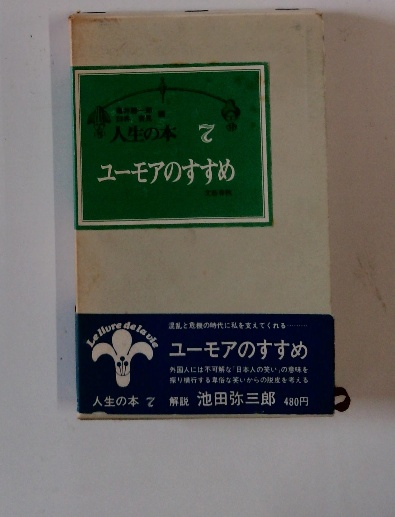 人生の本 7
ユーモアのすすめ
Le livre de la vie
混乱と危機の時代に私を支えてくれる………
ユーモアのすすめ
外国人には不可解な「日本人の笑い」の意味を
探り横行する卑俗な笑いからの脱皮を考える
人生の本 7 解説 池田弥三郎 480円